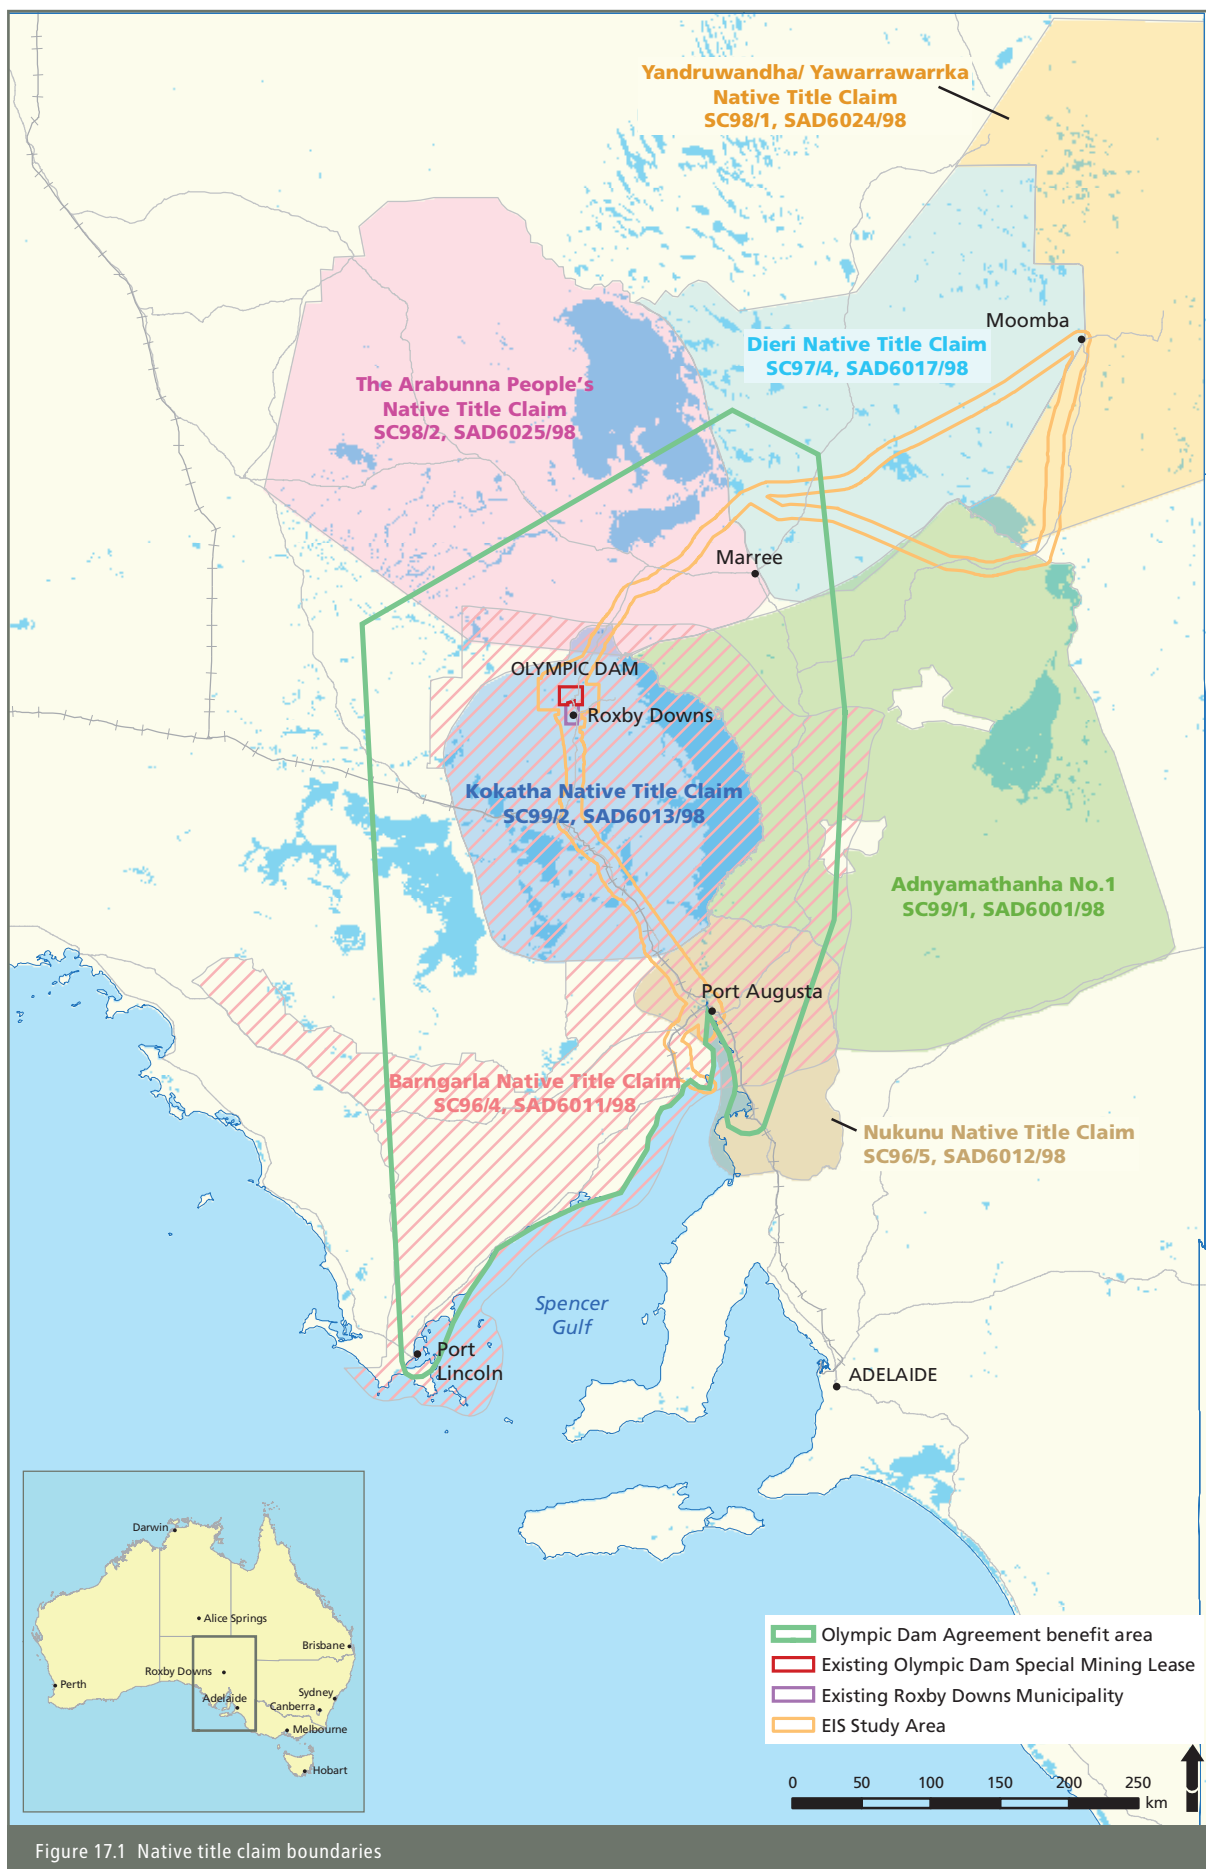 Yandruwandha/ Yawarrawarrka
Native Title Claim
SC98/1, SAD6024/98
Moomba
Dieri Native Title Claim
SC97/4, SAD6017/98
The Arabunna People's
Native Title Claim
SC98/2, SAD6025/98
Marree
OLYMPIC DAM
Roxby Downs
Kokatha Native Title Claim
SC99/2, SAD6013/98
Adnyamathanha No.1
SC99/1, SAD6001/98
Port Augusta
Barngarla Native Title Claim
SC96/4, SAD6011/98
Nukunu Native Title Claim
SC96/5, SAD6012/98
Spencer
Gulf
Port
Lincoln
ADELAIDE
Darwin
Alice Springs
Brisbane
Roxby Downs
Perth
Adelaide
Sydney
Canberra
Melbourne
Hobart
Olympic Dam Agreement benefit area
Existing Olympic Dam Special Mining Lease
Existing Roxby Downs Municipality
EIS Study Area
0 50 100 150 200 250
km
Figure 17.1 Native title claim boundaries